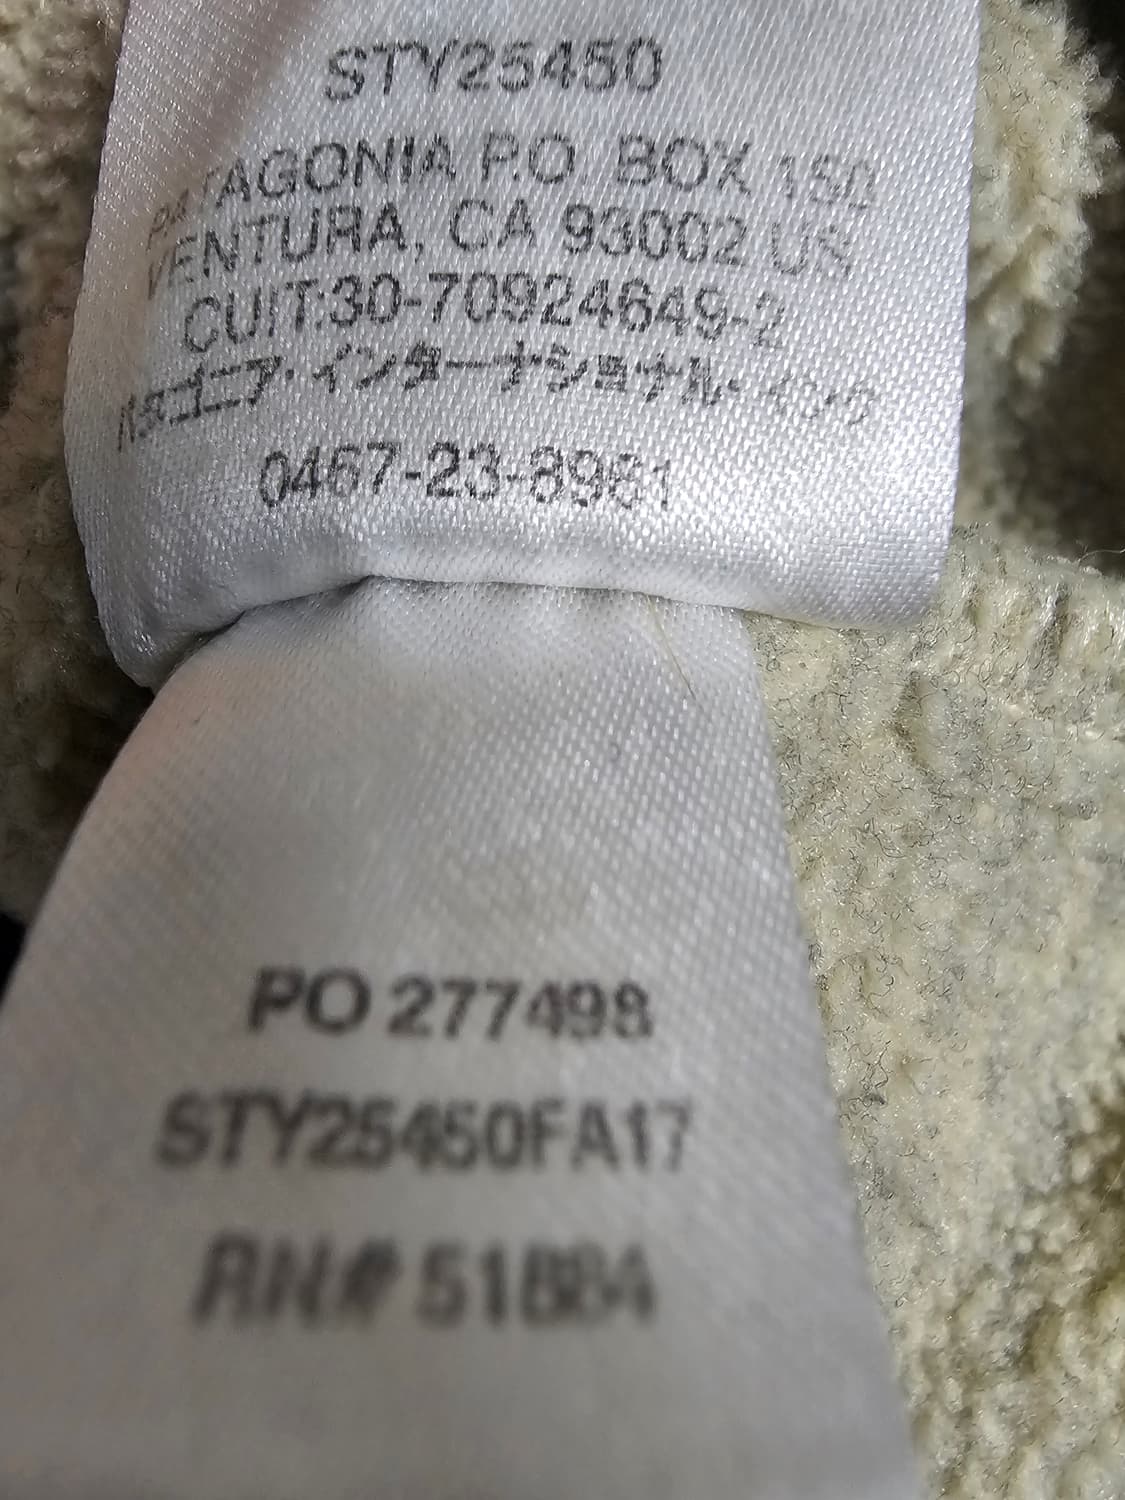 STY25450
PATAGONIA P.O. BOX 150
VENTURA, CA 93002 US
CUIT:30-70924649-2
パタゴニア・インターナショナル・インク
0467-23-8961
PO 277498
STY25450FA17
RN# 51884